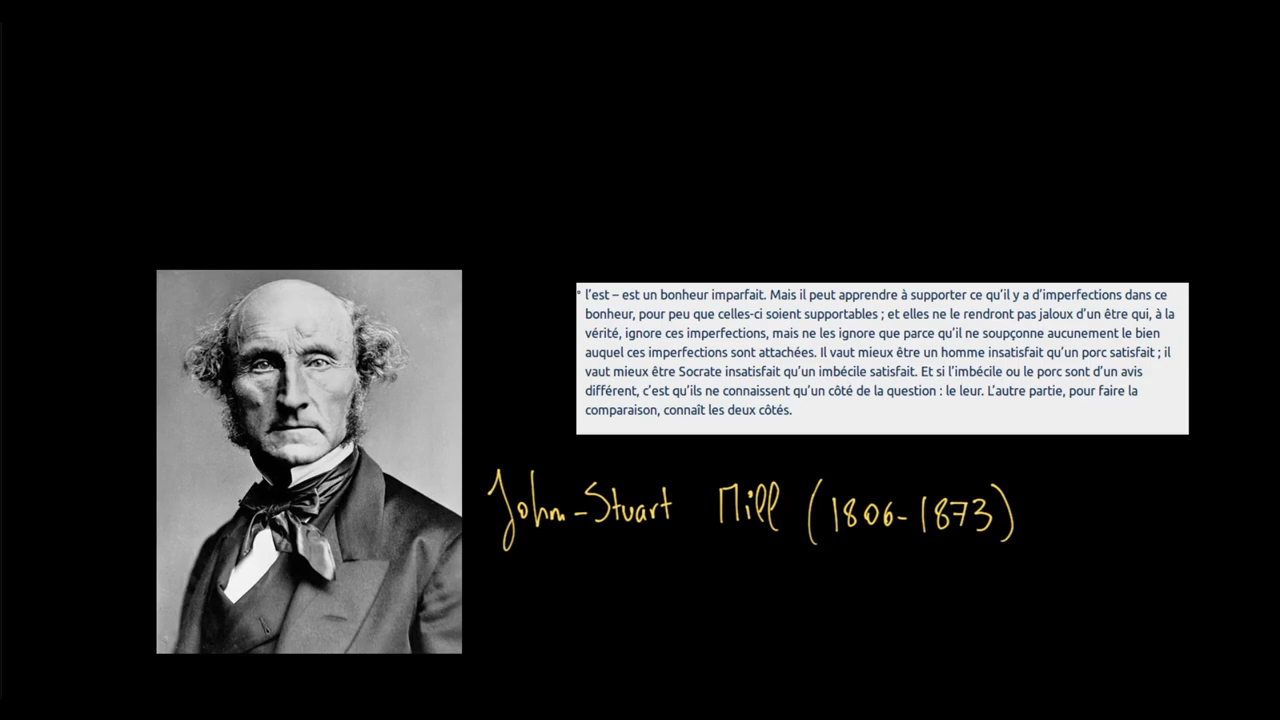 ° l'est – est un bonheur imparfait. Mais il peut apprendre à supporter ce qu'il y a d'imperfections dans ce
bonheur, pour peu que celles-ci soient supportables ; et elles ne le rendront pas jaloux d'un être qui, à la
vérité, ignore ces imperfections, mais ne les ignore que parce qu'il ne soupçonne aucunement le bien
auquel ces imperfections sont attachées. Il vaut mieux être un homme insatisfait qu'un porc satisfait ; il
vaut mieux être Socrate insatisfait qu'un imbécile satisfait. Et si l'imbécile ou le porc sont d'un avis
différent, c'est qu'ils ne connaissent qu'un côté de la question : le leur. L'autre partie, pour faire la
comparaison, connaît les deux côtés.
John-Stuart Mill (1806-1873)